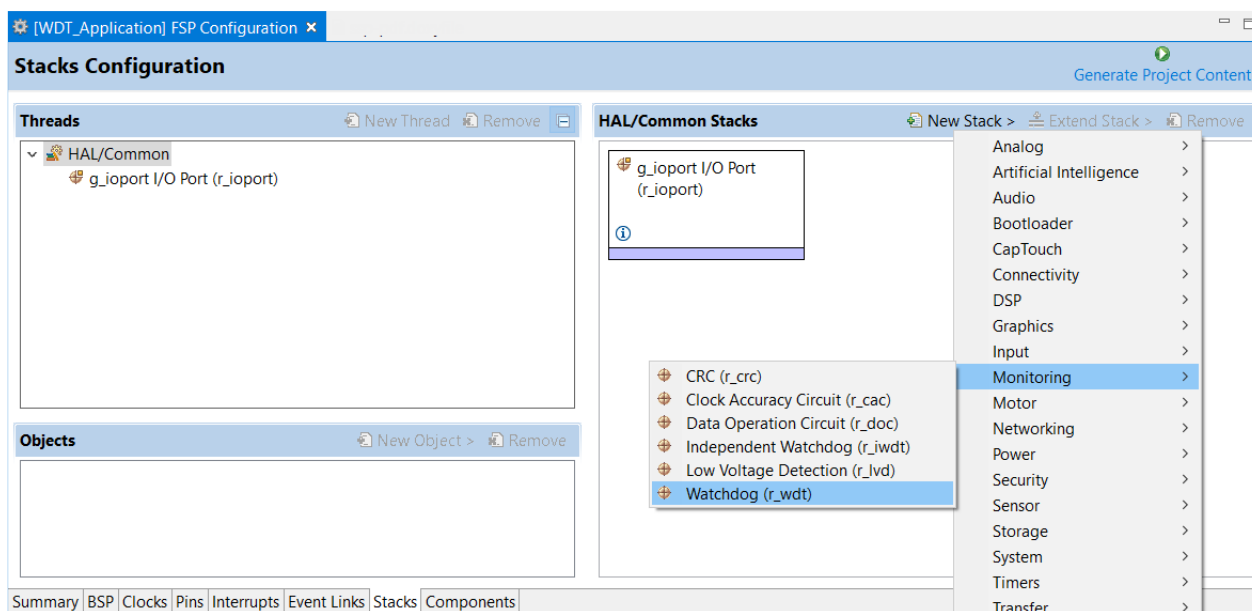 [WDT_Application] FSP Configuration
Stacks Configuration
Generate Project Content
Threads
New Thread
Remove
HAL/Common
g_ioport I/O Port (r_ioport)
Objects
New Object >
Remove
HAL/Common Stacks
New Stack >
Extend Stack >
Remove
g_ioport I/O Port
(r_ioport)
Analog
Artificial Intelligence
Audio
Bootloader
CapTouch
Connectivity
DSP
Graphics
Input
Monitoring
Motor
Networking
Power
Security
Sensor
Storage
System
Timers
Transfer
CRC (r_crc)
Clock Accuracy Circuit (r_cac)
Data Operation Circuit (r_doc)
Independent Watchdog (r_iwdt)
Low Voltage Detection (r_lvd)
Watchdog (r_wdt)
Summary BSP Clocks Pins Interrupts Event Links Stacks Components